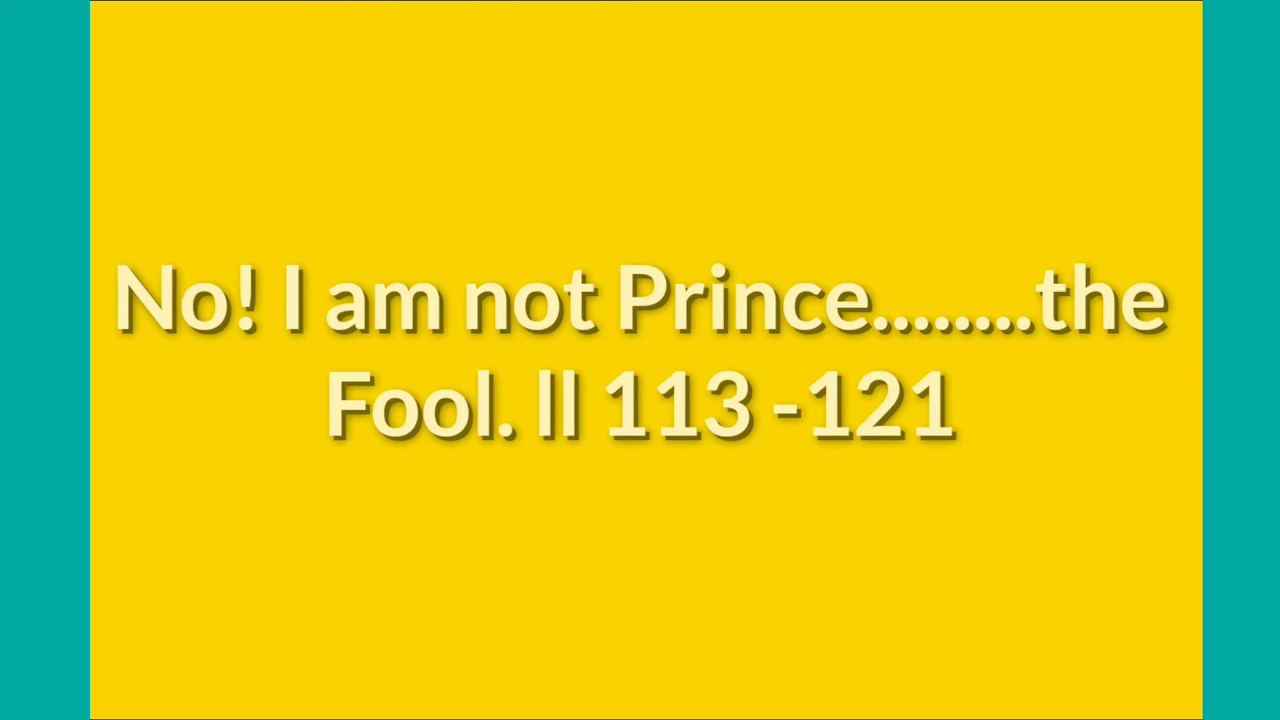 No! I am not Prince........the
Fool. ll 113 -121